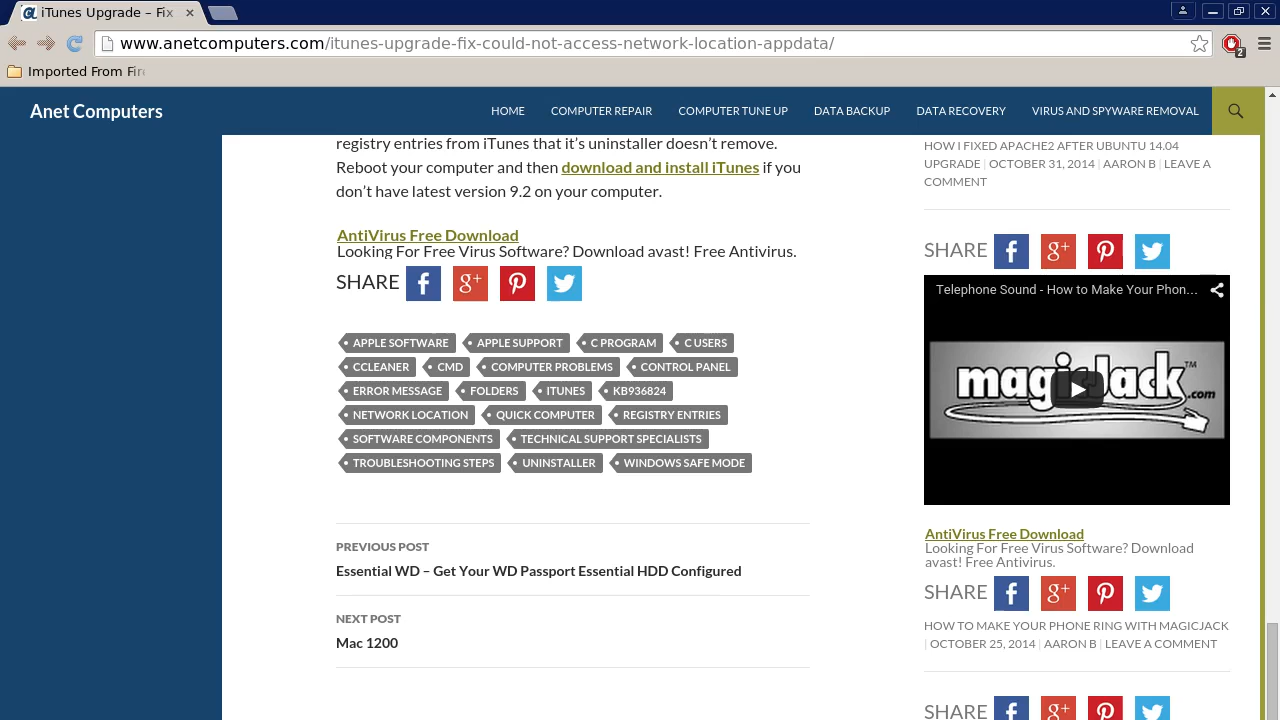 iTunes Upgrade – Fix
www.anetcomputers.com/itunes-upgrade-fix-could-not-access-network-location-appdata/
2
Imported From Fire
Anet Computers
HOME
COMPUTER REPAIR
COMPUTER TUNE UP
DATA BACKUP
DATA RECOVERY
VIRUS AND SPYWARE REMOVAL
registry entries from iTunes that it's uninstaller doesn't remove.
Reboot your computer and then download and install iTunes if you
don't have latest version 9.2 on your computer.
AntiVirus Free Download
Looking For Free Virus Software? Download avast! Free Antivirus.
SHARE
APPLE SOFTWARE
APPLE SUPPORT
C PROGRAM
C USERS
CCLEANER
CMD
COMPUTER PROBLEMS
CONTROL PANEL
ERROR MESSAGE
FOLDERS
ITUNES
KB936824
NETWORK LOCATION
QUICK COMPUTER
REGISTRY ENTRIES
SOFTWARE COMPONENTS
TECHNICAL SUPPORT SPECIALISTS
TROUBLESHOOTING STEPS
UNINSTALLER
WINDOWS SAFE MODE
PREVIOUS POST
Essential WD – Get Your WD Passport Essential HDD Configured
NEXT POST
Mac 1200
HOW I FIXED APACHE2 AFTER UBUNTU 14.04
UPGRADE | OCTOBER 31, 2014 | AARON B | LEAVE A
COMMENT
SHARE
Telephone Sound - How to Make Your Phon...
magicJack™
.com
AntiVirus Free Download
Looking For Free Virus Software? Download
avast! Free Antivirus.
SHARE
HOW TO MAKE YOUR PHONE RING WITH MAGICJACK
| OCTOBER 25, 2014 | AARON B | LEAVE A COMMENT
SHARE